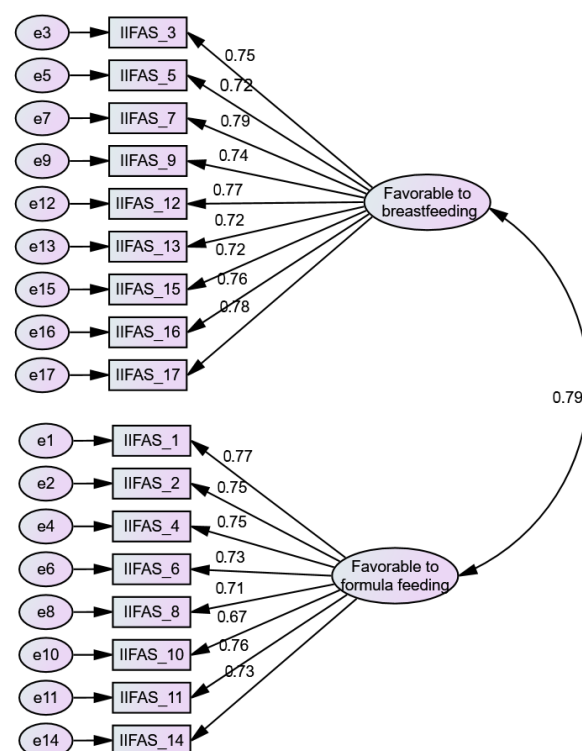 e3 IIFAS_3
0.75
e5 IIFAS_5
0.72
e7 IIFAS_7
0.79
e9 IIFAS_9
0.74
e12 IIFAS_12
0.77
Favorable to
breastfeeding
e13 IIFAS_13
0.72
e15 IIFAS_15
0.72
e16 IIFAS_16
0.76
e17 IIFAS_17
0.78
0.79
e1 IIFAS_1
0.77
e2 IIFAS_2
0.75
e4 IIFAS_4
0.75
e6 IIFAS_6
0.73
Favorable to
formula feeding
e8 IIFAS_8
0.71
e10 IIFAS_10
0.67
e11 IIFAS_11
0.76
e14 IIFAS_14
0.73